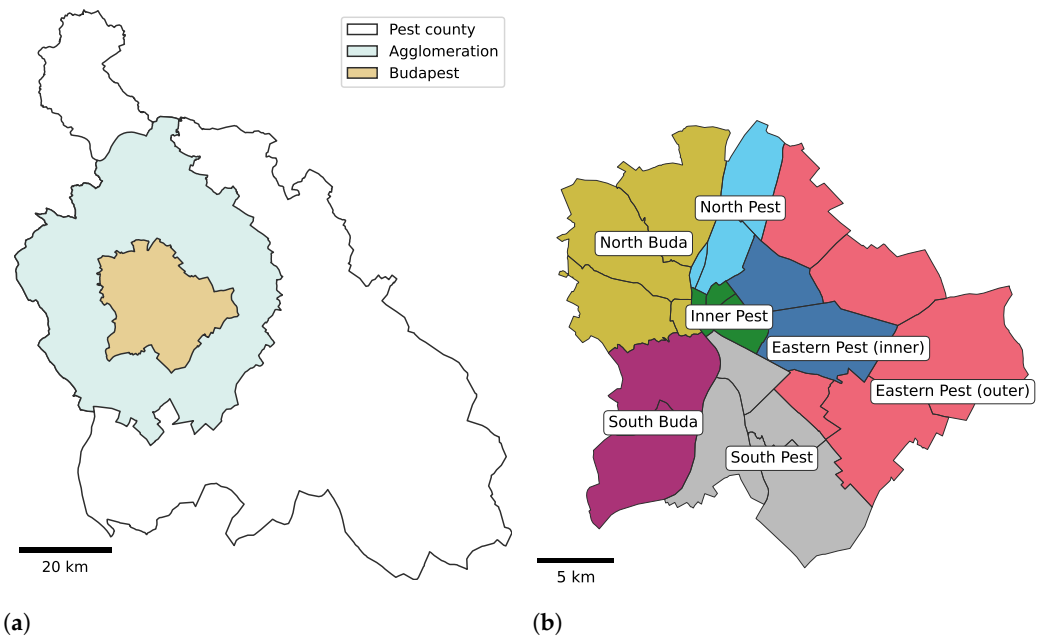 Pest county
Agglomeration
Budapest
20 km
(a)
North Pest
North Buda
Inner Pest
Eastern Pest (inner)
Eastern Pest (outer)
South Buda
South Pest
5 km
(b)